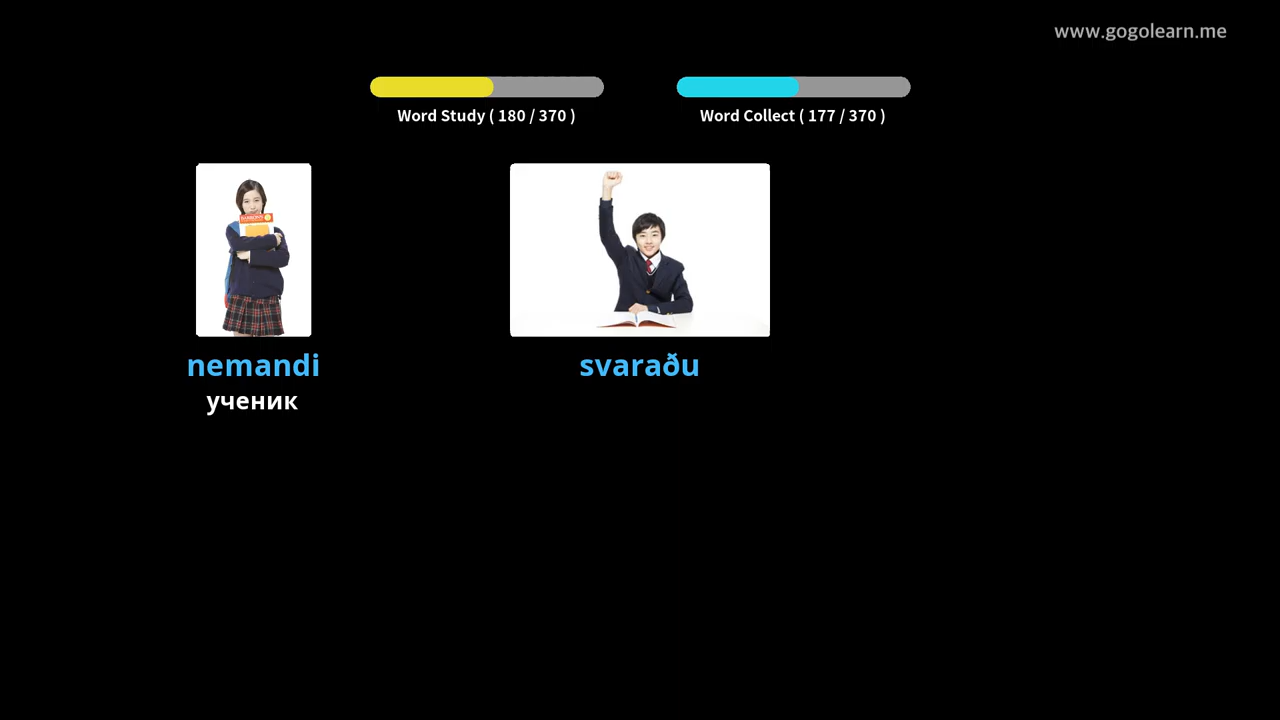 www.gogolearn.me
Word Study ( 180 / 370 )
Word Collect ( 177 / 370 )
nemandi
svaraðu
ученик